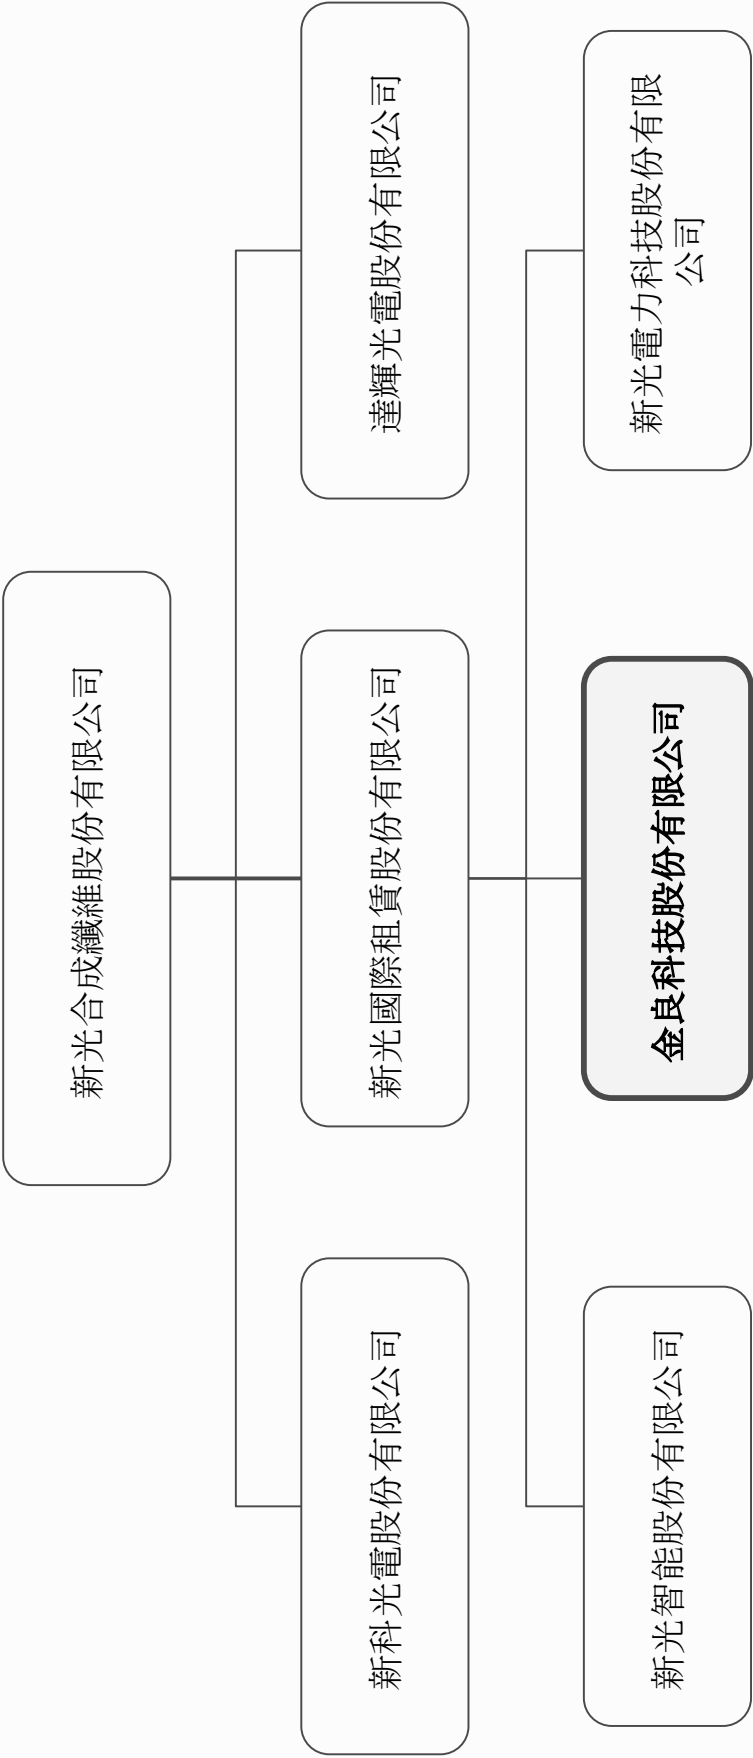 新光合成纖維股份有限公司
新科光電股份有限公司
新光國際租賃股份有限公司
達輝光電股份有限公司
新光智能股份有限公司
金良科技股份有限公司
新光電力科技股份有限
公司